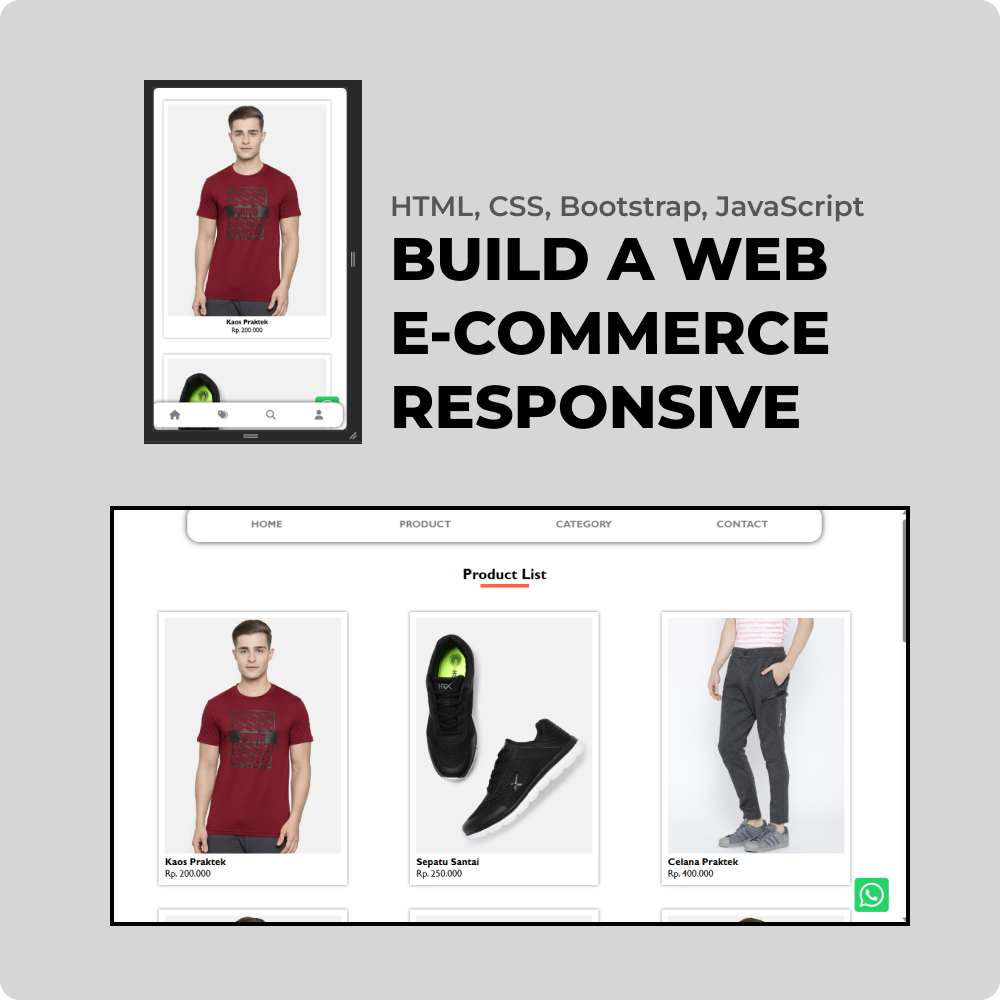 Kaos Praktek
Rp. 200.000
HTML, CSS, Bootstrap, JavaScript
BUILD A WEB
E-COMMERCE
RESPONSIVE
HOME PRODUCT CATEGORY CONTACT
Product List
HRX
Kaos Praktek
Rp. 200.000
Sepatu Santai
Rp. 250.000
Celana Praktek
Rp. 400.000